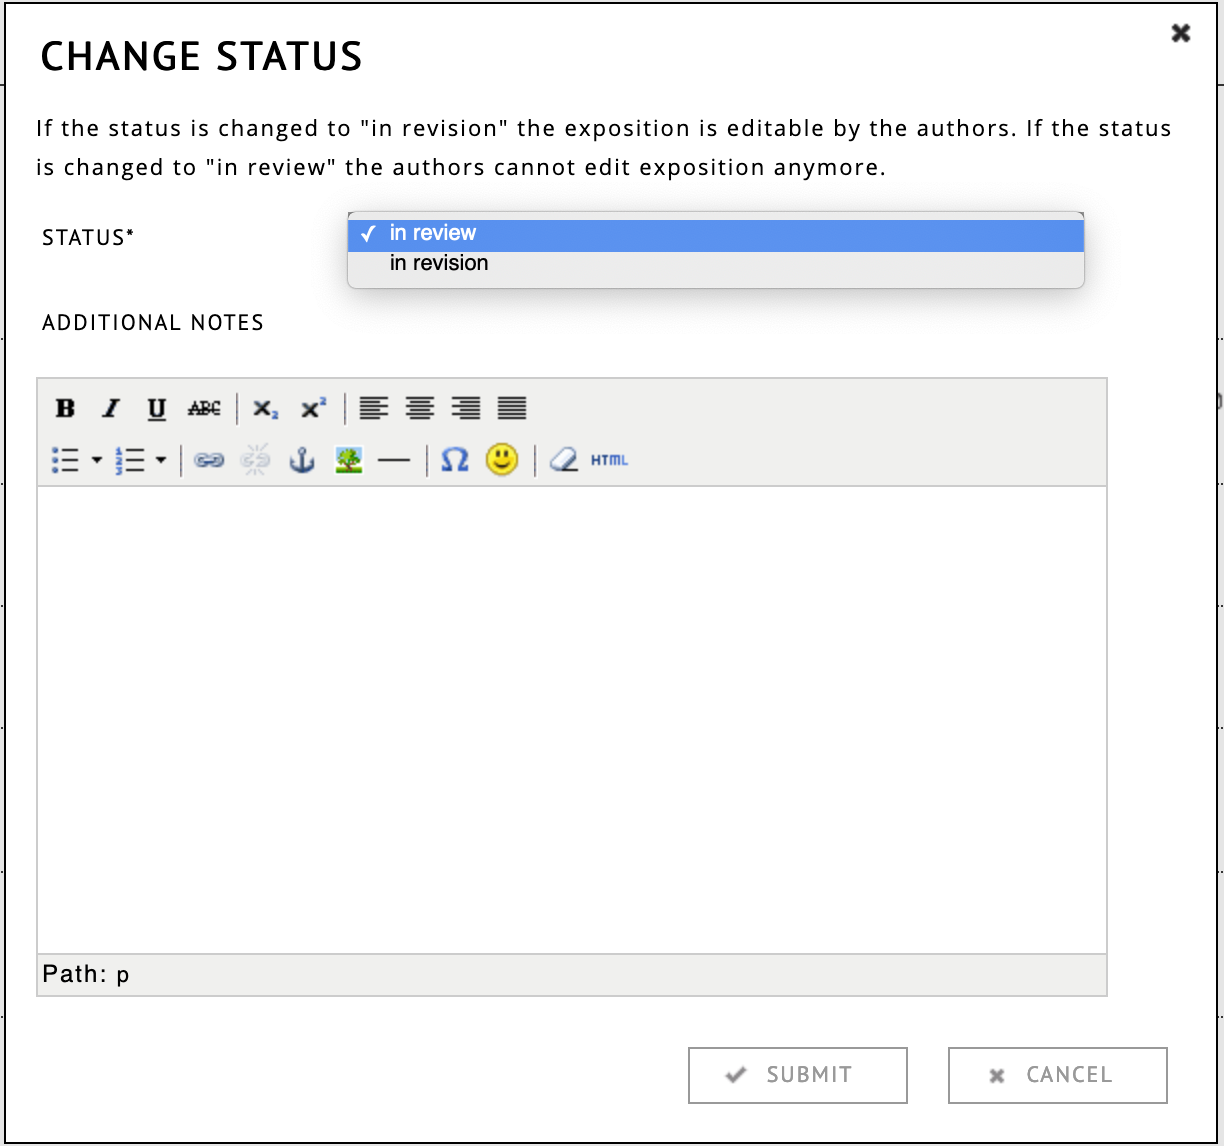 CHANGE STATUS
If the status is changed to "in revision" the exposition is editable by the authors. If the status
is changed to "in review" the authors cannot edit exposition anymore.
STATUS*
✓ in review
in revision
ADDITIONAL NOTES
B I U ABC x₂ x²
Ω HTML
Path: p
SUBMIT
CANCEL